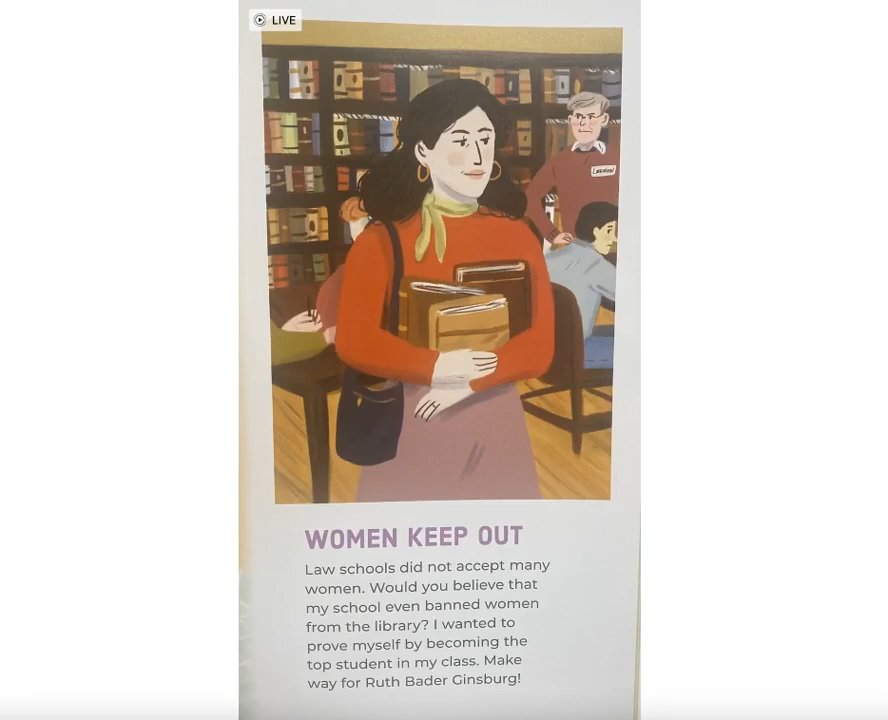 LIVE
Librarian
WOMEN KEEP OUT
Law schools did not accept many
women. Would you believe that
my school even banned women
from the library? I wanted to
prove myself by becoming the
top student in my class. Make
way for Ruth Bader Ginsburg!